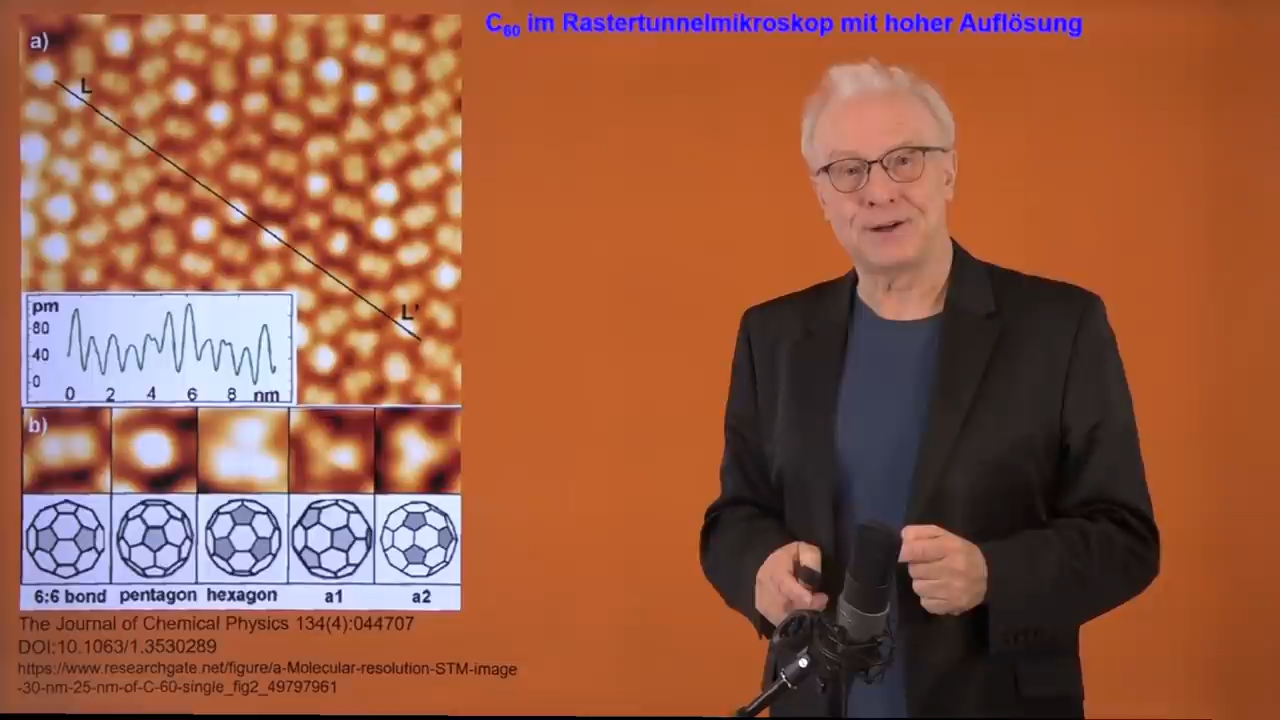 C₆₀ im Rastertunnelmikroskop mit hoher Auflösung
a)
L
L'
pm
80
40
0
0 2 4 6 8 nm
b)
6:6 bond pentagon hexagon a1 a2
The Journal of Chemical Physics 134(4):044707
DOI:10.1063/1.3530289
https://www.researchgate.net/figure/a-Molecular-resolution-STM-image
-30-nm-25-nm-of-C-60-single_fig2_49797961